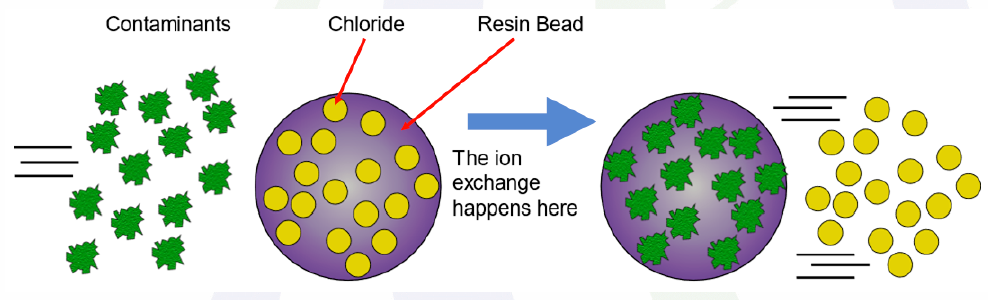 Contaminants
Chloride
Resin Bead
The ion
exchange
happens here